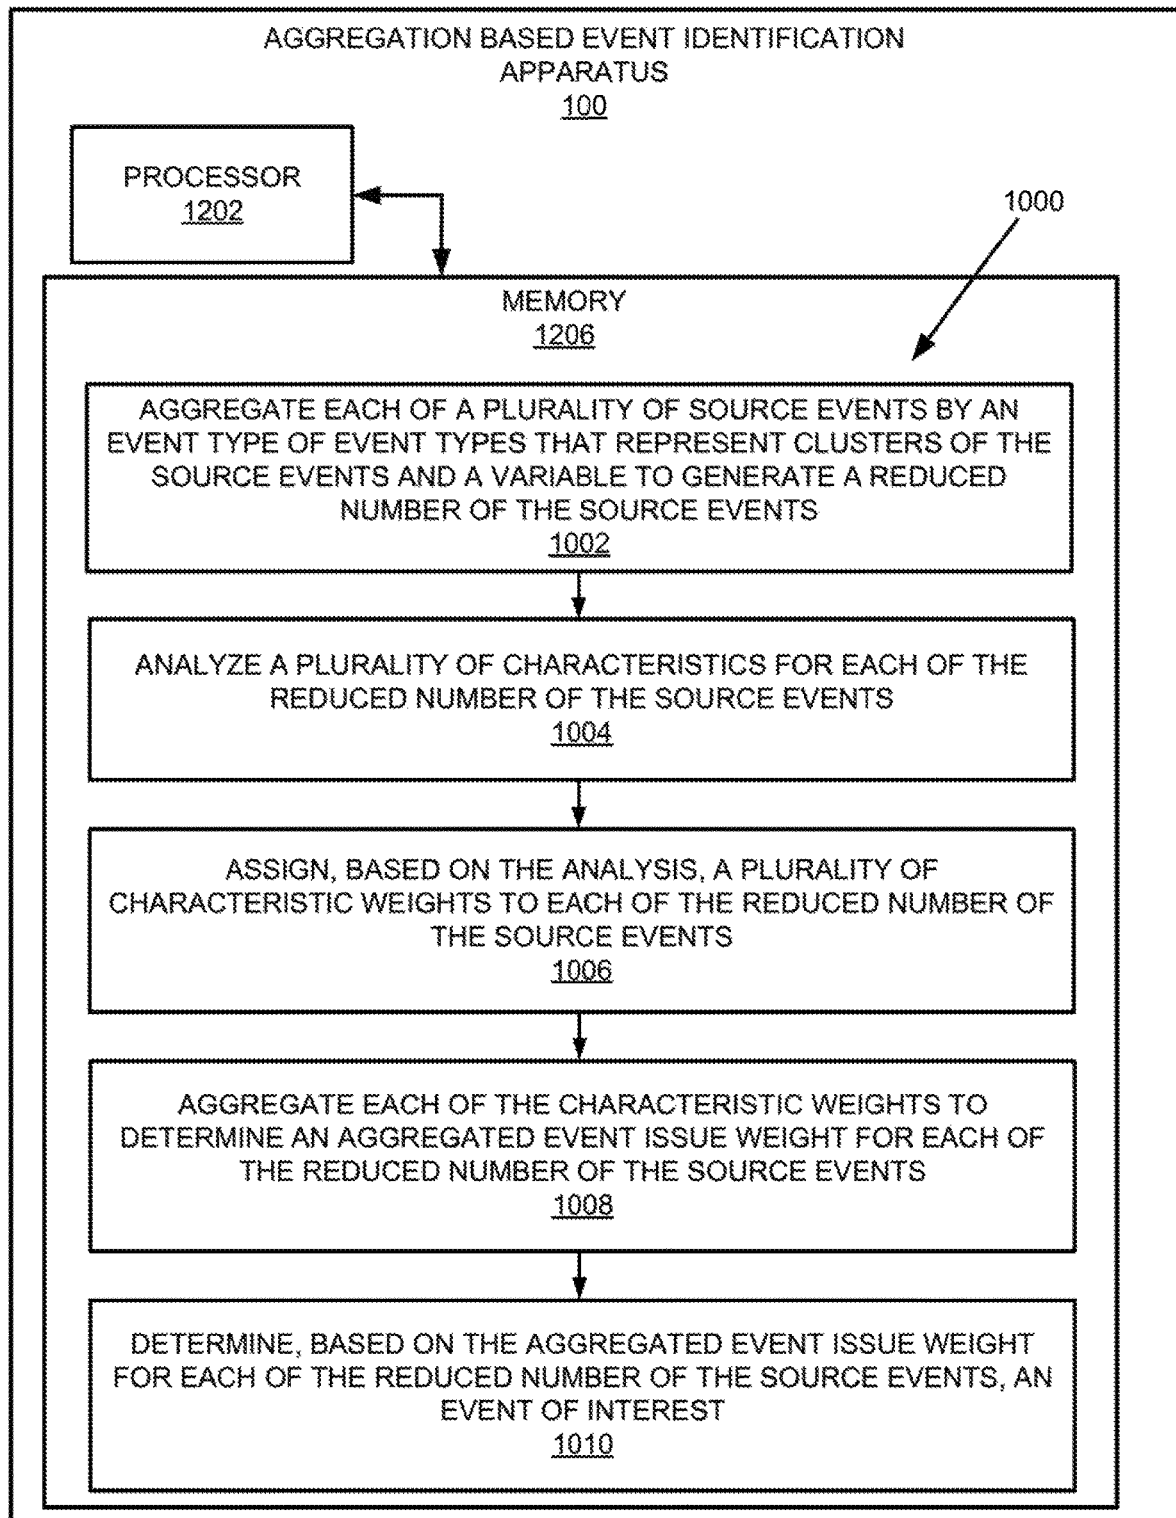 AGGREGATION BASED EVENT IDENTIFICATION
APPARATUS
100
PROCESSOR
1202
1000
MEMORY
1206
AGGREGATE EACH OF A PLURALITY OF SOURCE EVENTS BY AN
EVENT TYPE OF EVENT TYPES THAT REPRESENT CLUSTERS OF THE
SOURCE EVENTS AND A VARIABLE TO GENERATE A REDUCED
NUMBER OF THE SOURCE EVENTS
1002
ANALYZE A PLURALITY OF CHARACTERISTICS FOR EACH OF THE
REDUCED NUMBER OF THE SOURCE EVENTS
1004
ASSIGN, BASED ON THE ANALYSIS, A PLURALITY OF
CHARACTERISTIC WEIGHTS TO EACH OF THE REDUCED NUMBER OF
THE SOURCE EVENTS
1006
AGGREGATE EACH OF THE CHARACTERISTIC WEIGHTS TO
DETERMINE AN AGGREGATED EVENT ISSUE WEIGHT FOR EACH OF
THE REDUCED NUMBER OF THE SOURCE EVENTS
1008
DETERMINE, BASED ON THE AGGREGATED EVENT ISSUE WEIGHT
FOR EACH OF THE REDUCED NUMBER OF THE SOURCE EVENTS, AN
EVENT OF INTEREST
1010